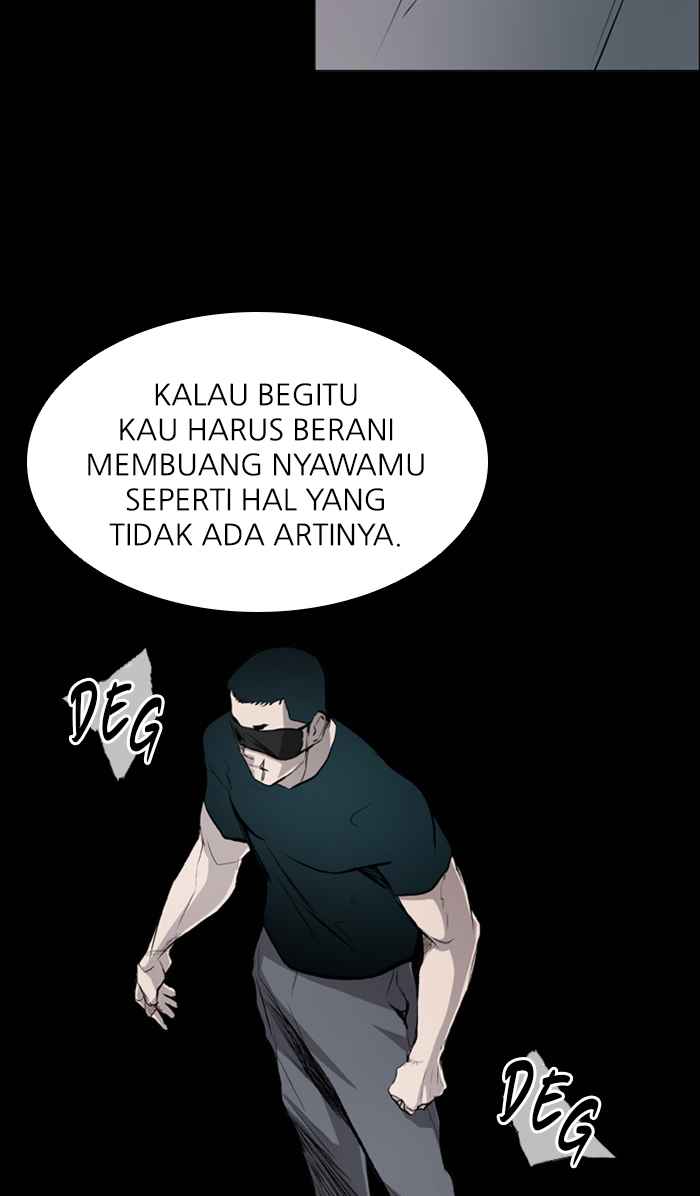 KALAU BEGITU
KAU HARUS BERANI
MEMBUANG NYAWAMU
SEPERTI HAL YANG
TIDAK ADA ARTINYA.
DEG
DEG